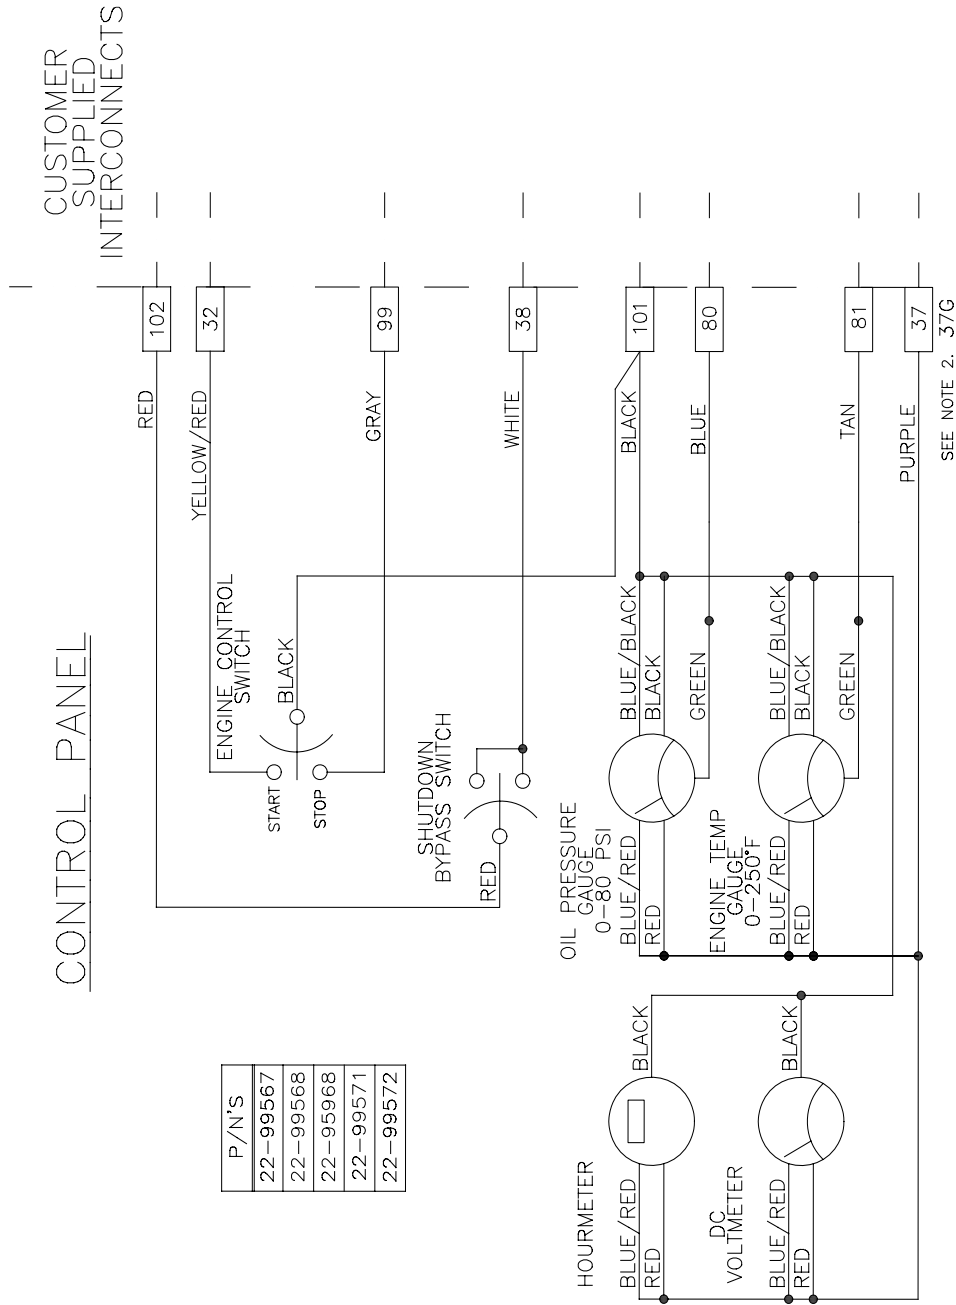 CUSTOMER
SUPPLIED
INTERCONNECTS
CONTROL PANEL
102
32
99
38
101
80
81
37
SEE NOTE 2. 37G
RED
YELLOW/RED
GRAY
WHITE
BLACK
BLUE
TAN
PURPLE
ENGINE CONTROL
SWITCH
BLACK
START
STOP
SHUTDOWN
BYPASS SWITCH
RED
BLUE/BLACK
BLACK
GREEN
BLUE/BLACK
BLACK
GREEN
OIL PRESSURE
GAUGE
0-80 PSI
BLUE/RED
RED
ENGINE TEMP
GAUGE
0-250°F
BLUE/RED
RED
P/N'S
22-99567
22-99568
22-95968
22-99571
22-99572
BLACK
BLACK
HOURMETER
BLUE/RED
RED
DC
VOLTMETER
BLUE/RED
RED